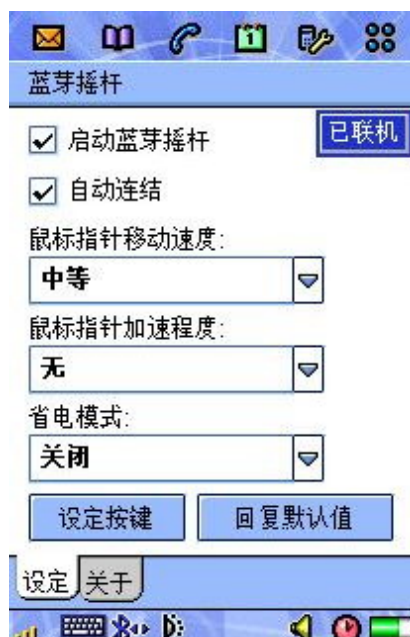 1
蓝芽摇杆
启动蓝芽摇杆
已联机
自动连结
鼠标指针移动速度:
中等
鼠标指针加速程度:
无
省电模式:
关闭
设定按键
回复默认值
设定
关于